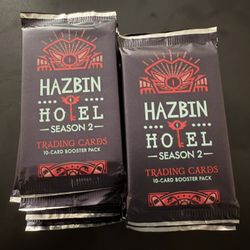 HAZBIN
HOTEL
SEASON 2
TRADING CARDS
10-CARD BOOSTER PACK
HAZBIN
HOTEL
SEASON 2
TRADING CARDS
10-CARD BOOSTER PACK